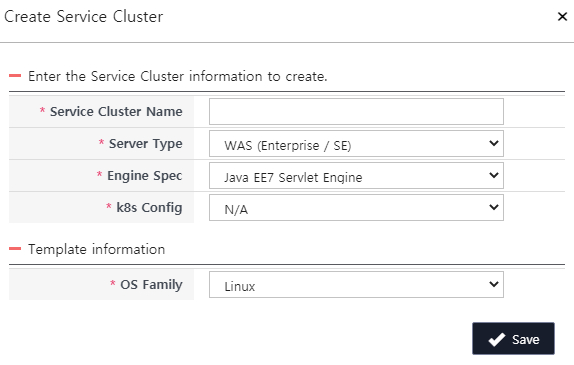 Create Service Cluster ×
Enter the Service Cluster information to create.
* Service Cluster Name
* Server Type WAS (Enterprise / SE)
* Engine Spec Java EE7 Servlet Engine
* k8s Config N/A
Template information
* OS Family Linux
Save